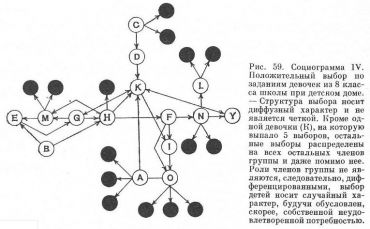 C
D
K
L
E
M
G
H
F
N
Y
B
I
A
O
Рис. 59. Социограмма IV.
Положительный выбор по
заданиям девочек из 8 клас-
са школы при детском доме.
— Структура выбора носит
диффузный характер и не
является четкой. Кроме од-
ной девочки (К), на которую
выпало 5 выборов, осталь-
ные выборы распределены
на всех остальных членов
группы и даже помимо нее.
Роли членов группы не яв-
ляются, следовательно, диф-
ференцированными, выбор
детей носит случайный ха-
рактер, будучи обусловлен,
скорее, собственной неудо-
влетворенной потребностью.